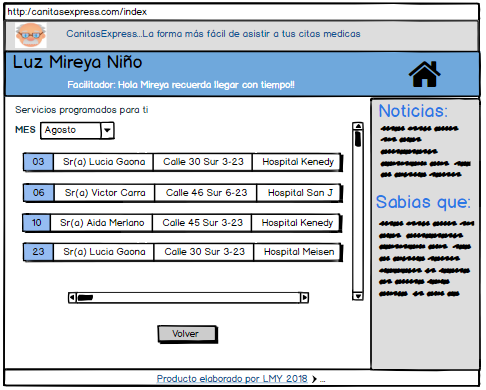 http://canitasexpress.com/index
CanitasExpress..La forma más fácil de asistir a tus citas medicas
Luz Mireya Niño
Facilitador: Hola Mireya recuerda llegar con tiempo!!
Servicios programados para ti
MES Agosto
03 Sr(a) Lucia Gaona Calle 30 Sur 3-23 Hospital Kenedy
06 Sr(a) Victor Carra Calle 46 Sur 6-23 Hospital San J
10 Sr(a) Aida Merlano Calle 45 Sur 3-23 Hospital Kenedy
23 Sr(a) Lucia Gaona Calle 30 Sur 3-23 Hospital Meisen
Volver
Noticias:
Sabias que:
Producto elaborado por LMY 2018 ❯ ...